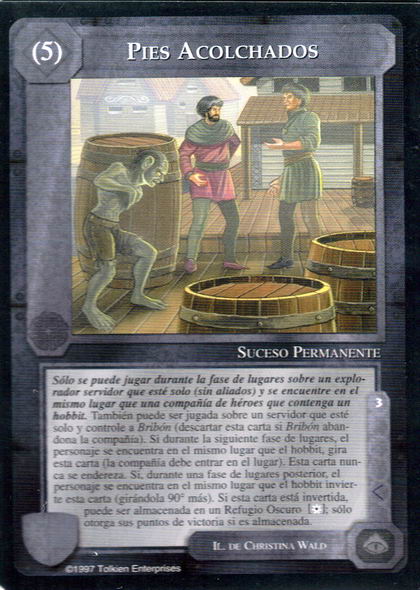 (5)
PIES ACOLCHADOS
SUCESO PERMANENTE
Sólo se puede jugar durante la fase de lugares sobre un explo-
rador servidor que esté solo (sin aliados) y se encuentre en el
mismo lugar que una compañía de héroes que contenga un
hobbit. También puede ser jugada sobre un servidor que esté
solo y controle a Bribón (descartar esta carta si Bribón aban-
dona la compañía). Si durante la siguiente fase de lugares, el
personaje se encuentra en el mismo lugar que el hobbit, gira
esta carta (la compañía debe entrar en el lugar). Esta carta nun-
ca se endereza. Si, durante una fase de lugares posterior, el
personaje se encuentra en el mismo lugar que el hobbit invier-
te esta carta (girándola 90° más). Si esta carta está invertida,
puede ser almacenada en un Refugio Oscuro []; sólo
otorga sus puntos de victoria si es almacenada.
3
IL. DE CHRISTINA WALD
©1997 Tolkien Enterprises